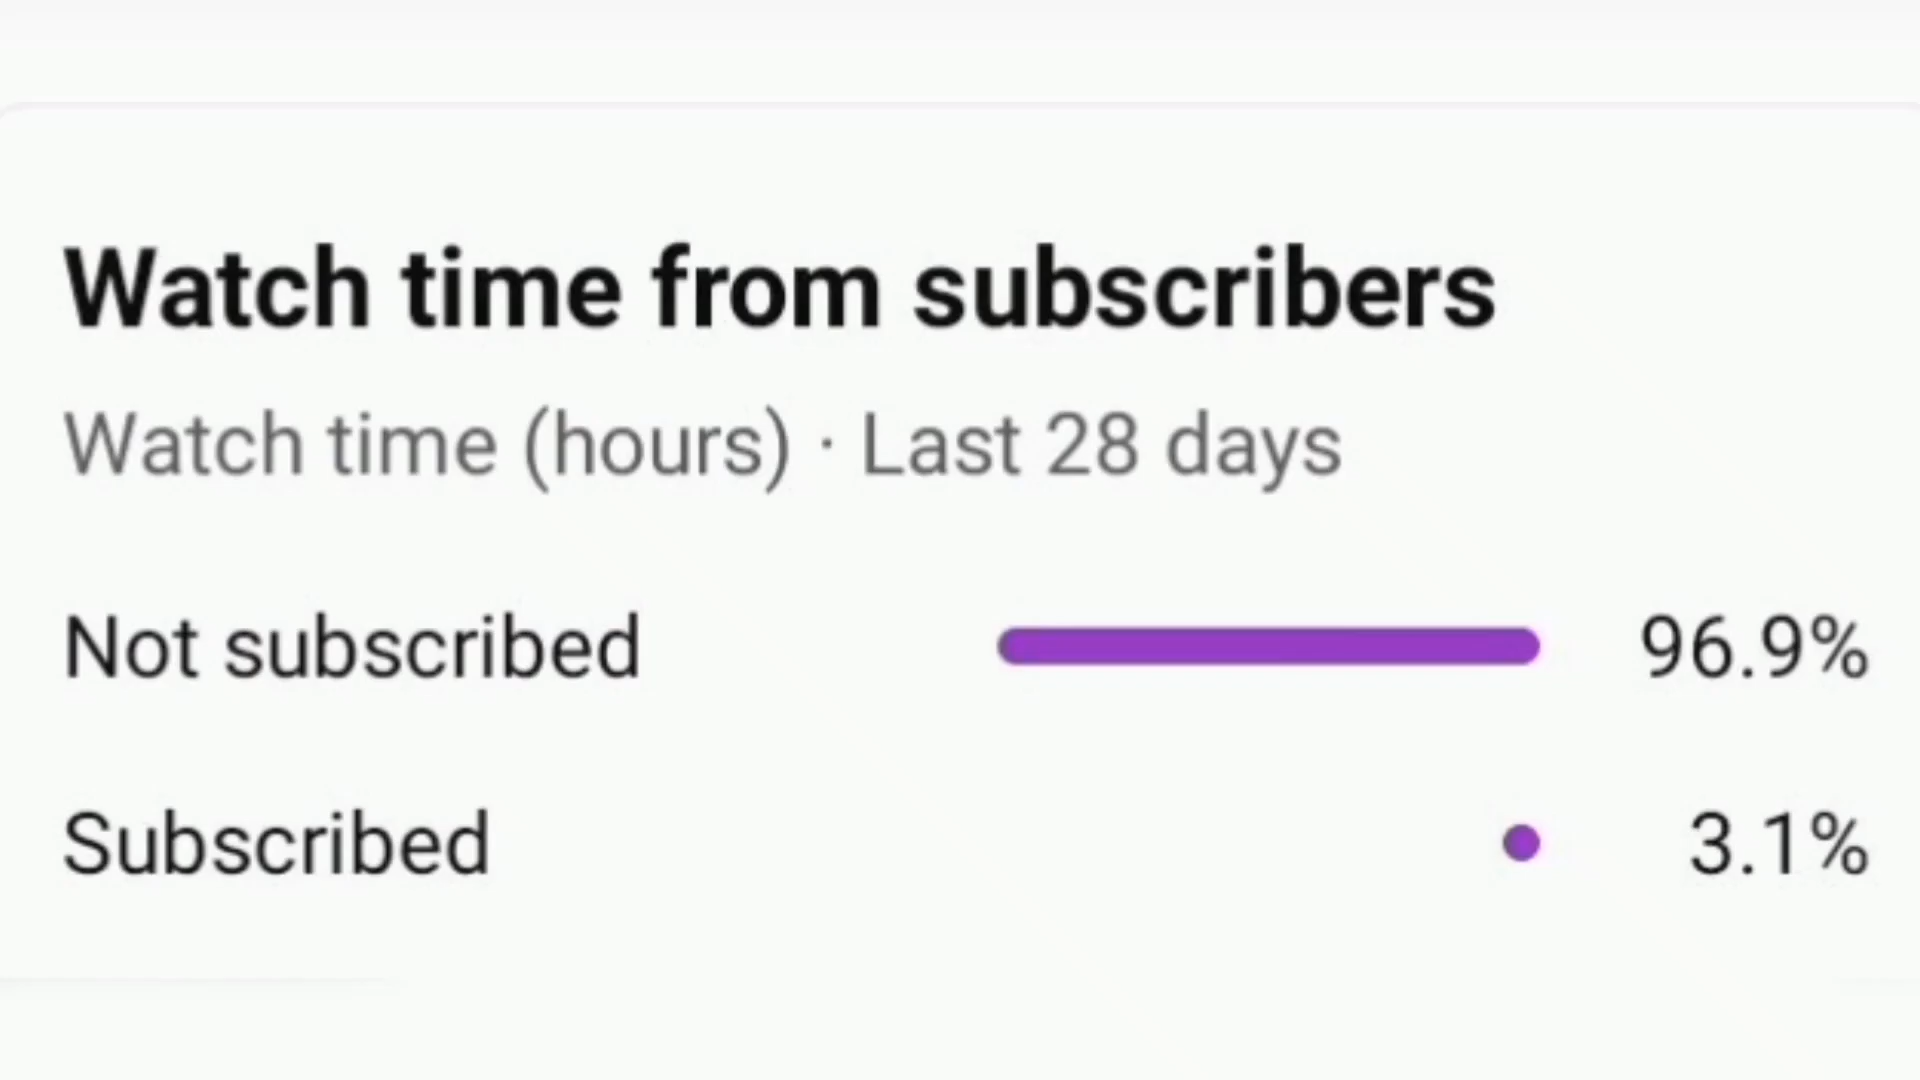 Watch time from subscribers
Watch time (hours) · Last 28 days
Not subscribed 96.9%
Subscribed 3.1%